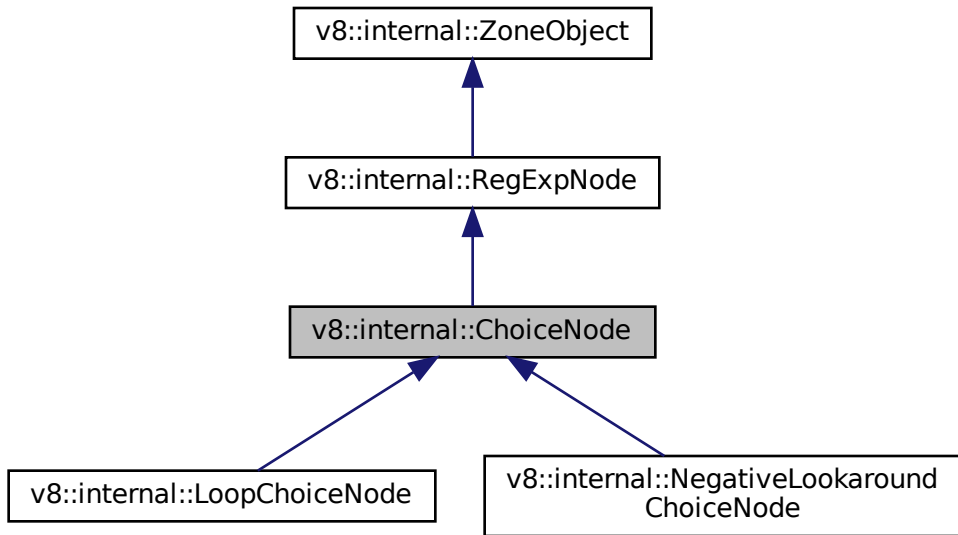 v8::internal::ZoneObject
v8::internal::RegExpNode
v8::internal::ChoiceNode
v8::internal::LoopChoiceNode
v8::internal::NegativeLookaround
ChoiceNode